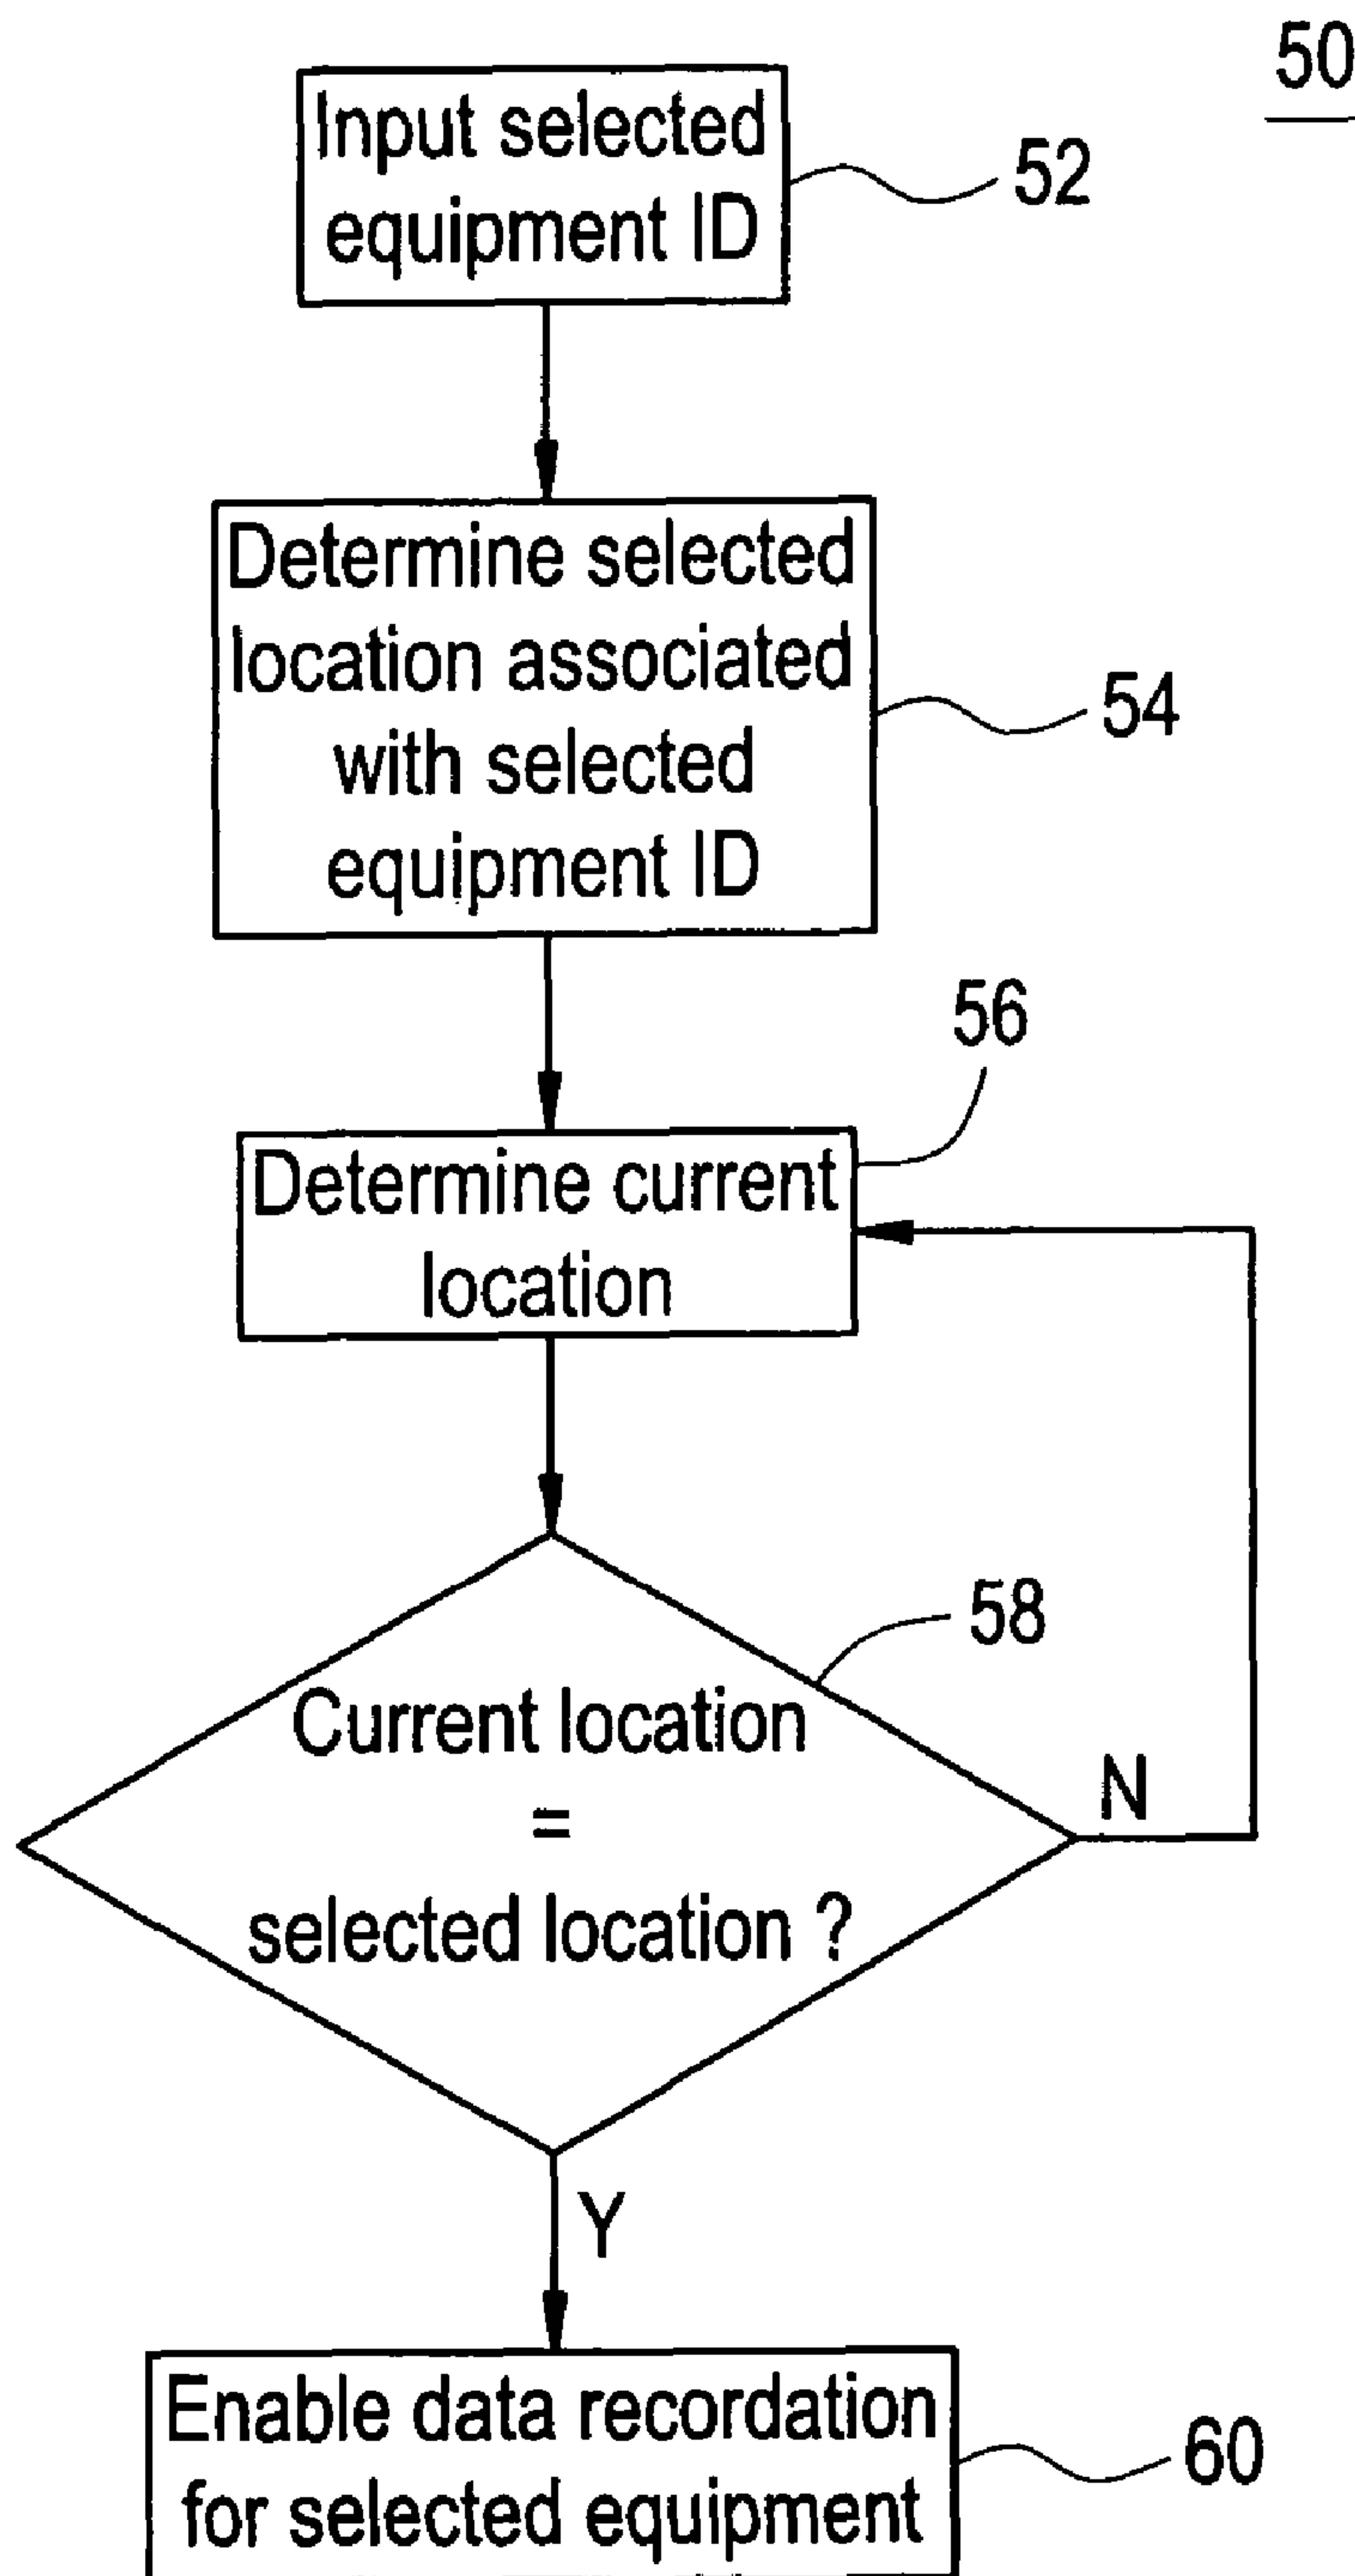 50
Input selected
equipment ID
52
Determine selected
location associated
with selected
equipment ID
54
56
Determine current
location
58
Current location
=
selected location ?
N
Y
Enable data recordation
for selected equipment
60